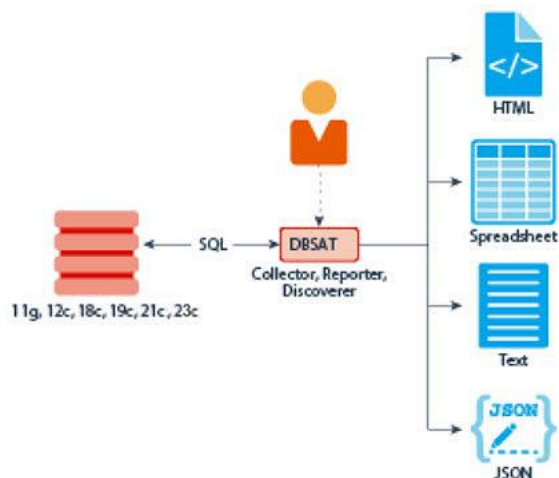 </>
HTML
Spreadsheet
SQL
DBSAT
Collector, Reporter,
Discoverer
11g, 12c, 18c, 19c, 21c, 23c
Text
{JSON}
JSON